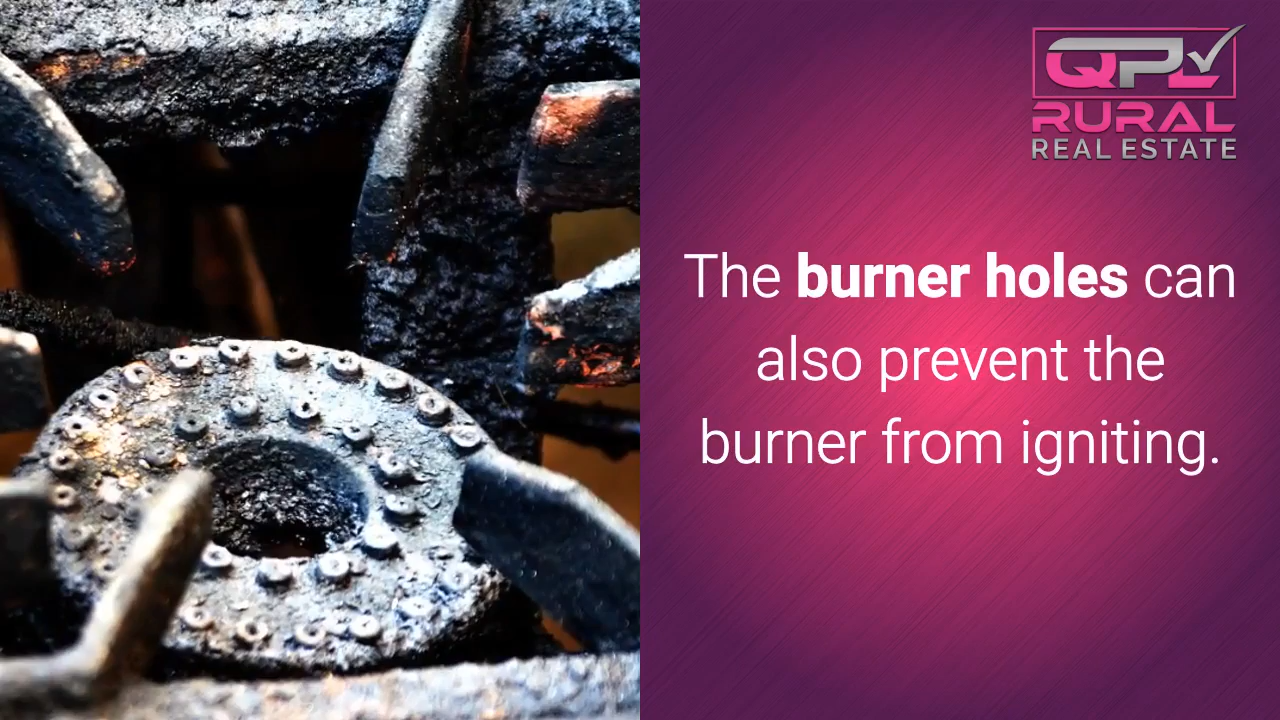 QPL
RURAL
REAL ESTATE
The burner holes can
also prevent the
burner from igniting.